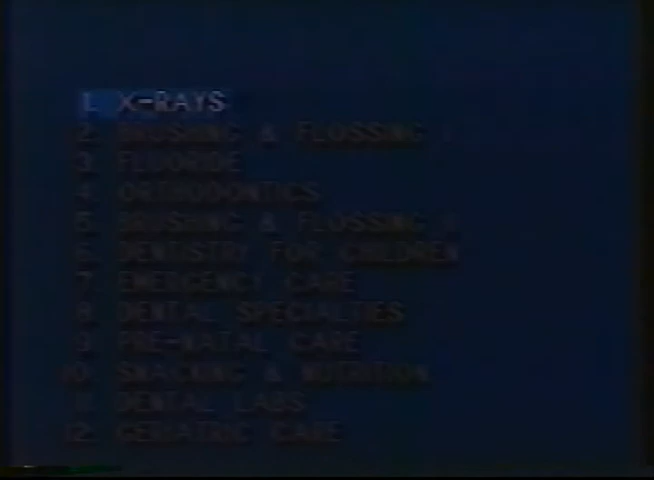 1. X-RAYS
2. BRUSHING & FLOSSING I
3. FLUORIDE
4. ORTHODONTICS
5. BRUSHING & FLOSSING II
6. DENTISTRY FOR CHILDREN
7. EMERGENCY CARE
8. DENTAL SPECIALTIES
9. PRE-NATAL CARE
10. SNACKING & NUTRITION
11. DENTAL LABS
12. GERIATRIC CARE